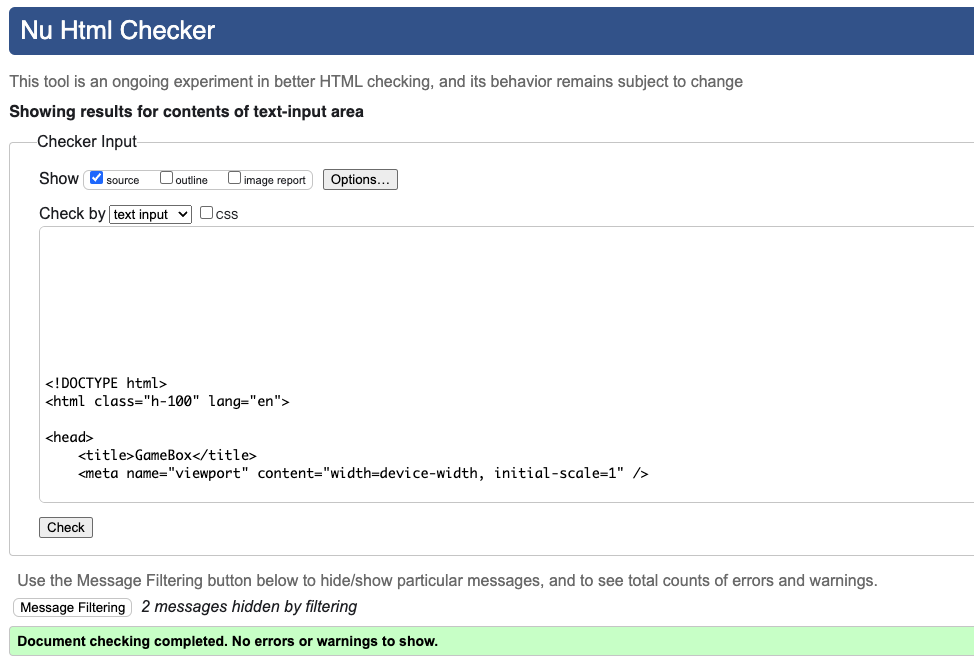 Nu Html Checker
This tool is an ongoing experiment in better HTML checking, and its behavior remains subject to change
Showing results for contents of text-input area
Checker Input
Show source outline image report Options...
Check by text input CSS
<!DOCTYPE html>
<html class="h-100" lang="en">
<head>
    <title>GameBox</title>
    <meta name="viewport" content="width=device-width, initial-scale=1" />
Check
Use the Message Filtering button below to hide/show particular messages, and to see total counts of errors and warnings.
Message Filtering 2 messages hidden by filtering
Document checking completed. No errors or warnings to show.